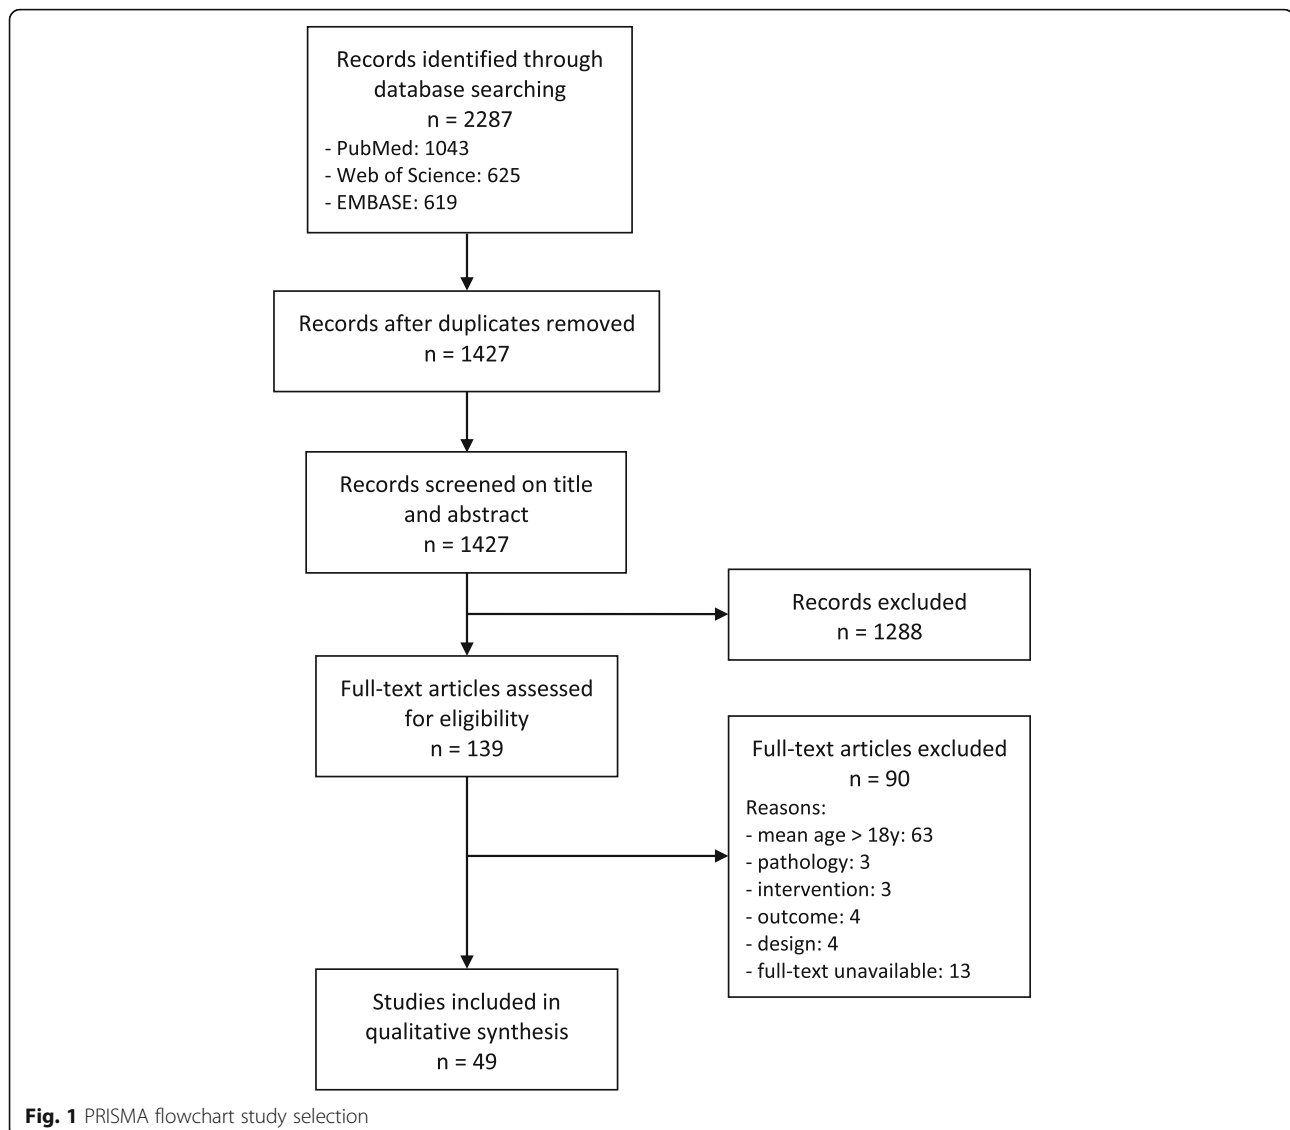 Records identified through
database searching
n = 2287
- PubMed: 1043
- Web of Science: 625
- EMBASE: 619
Records after duplicates removed
n = 1427
Records screened on title
and abstract
n = 1427
Records excluded
n = 1288
Full-text articles assessed
for eligibility
n = 139
Full-text articles excluded
n = 90
Reasons:
- mean age > 18y: 63
- pathology: 3
- intervention: 3
- outcome: 4
- design: 4
- full-text unavailable: 13
Studies included in
qualitative synthesis
n = 49
Fig. 1 PRISMA flowchart study selection